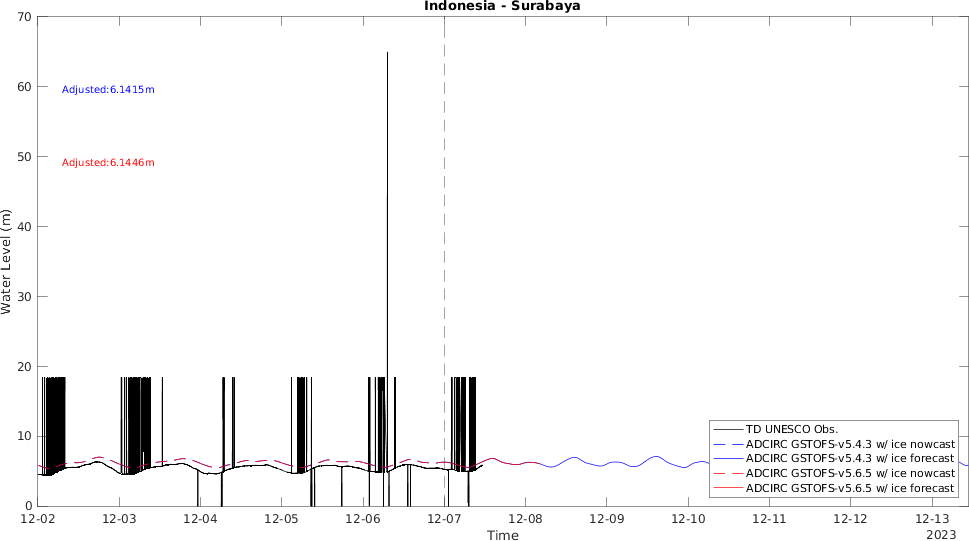 Indonesia - Surabaya
70
60
50
40
30
20
10
0
Water Level (m)
Adjusted:6.1415m
Adjusted:6.1446m
TD UNESCO Obs.
ADCIRC GSTOFS-v5.4.3 w/ ice nowcast
ADCIRC GSTOFS-v5.4.3 w/ ice forecast
ADCIRC GSTOFS-v5.6.5 w/ ice nowcast
ADCIRC GSTOFS-v5.6.5 w/ ice forecast
12-02 12-03 12-04 12-05 12-06 12-07 12-08 12-09 12-10 12-11 12-12 12-13
Time
2023